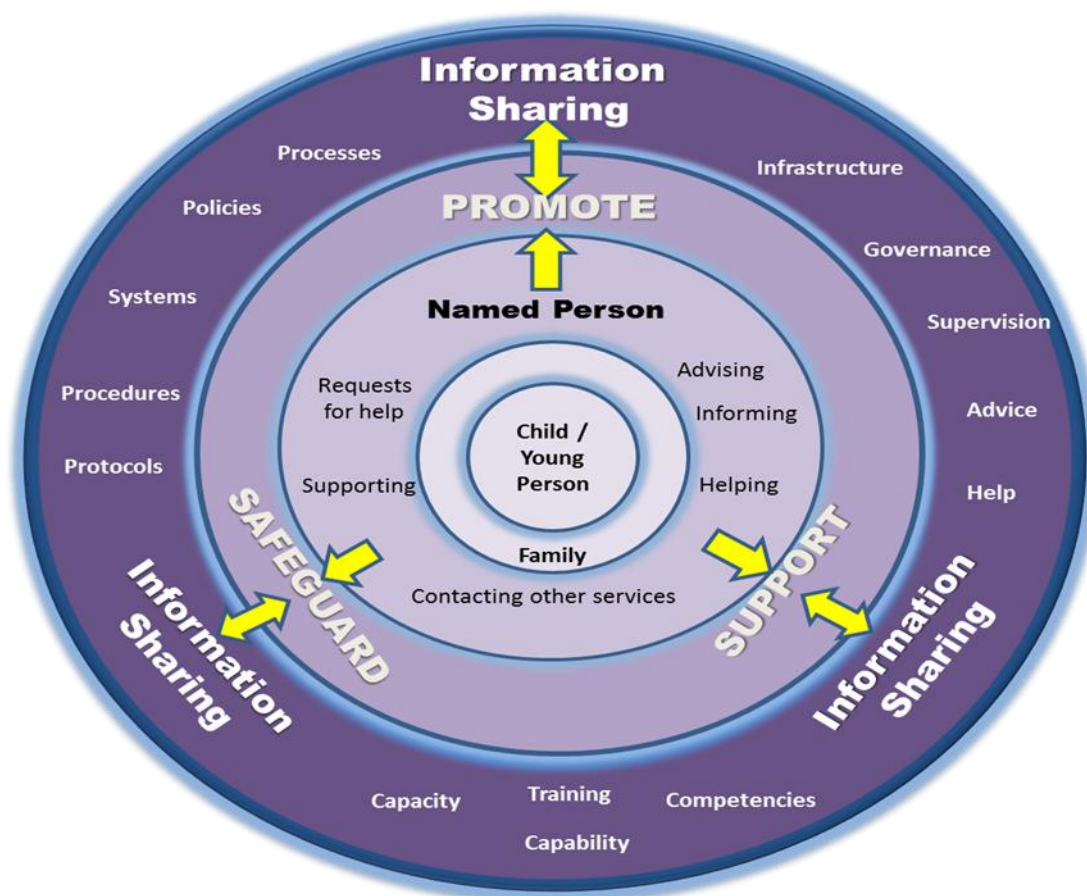 Information
Sharing
Processes
Infrastructure
Policies
PROMOTE
Governance
Systems
Named Person
Supervision
Requests
for help
Advising
Procedures
Informing
Advice
Child /
Young
Person
Protocols
Supporting
Helping
Help
SAFEGUARD
SUPPORT
Family
Contacting other services
Information
Sharing
Information
Sharing
Capacity
Training
Competencies
Capability